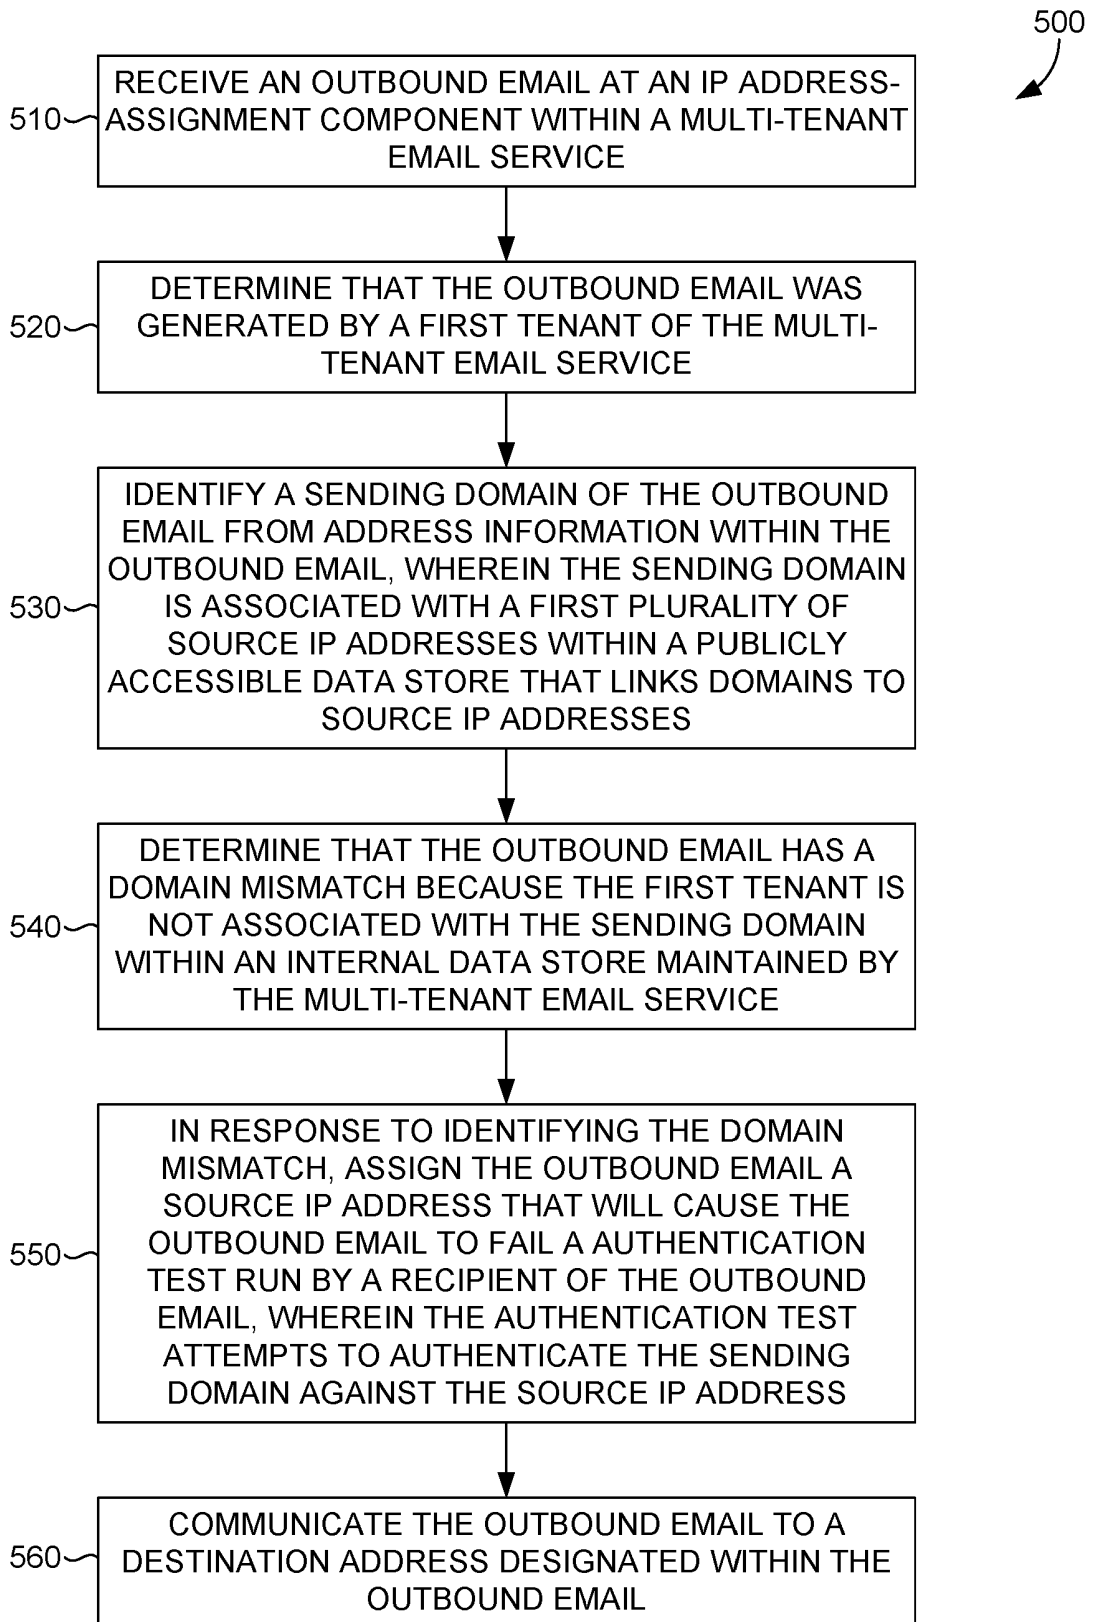 500
510
RECEIVE AN OUTBOUND EMAIL AT AN IP ADDRESS-
ASSIGNMENT COMPONENT WITHIN A MULTI-TENANT
EMAIL SERVICE
520
DETERMINE THAT THE OUTBOUND EMAIL WAS
GENERATED BY A FIRST TENANT OF THE MULTI-
TENANT EMAIL SERVICE
530
IDENTIFY A SENDING DOMAIN OF THE OUTBOUND
EMAIL FROM ADDRESS INFORMATION WITHIN THE
OUTBOUND EMAIL, WHEREIN THE SENDING DOMAIN
IS ASSOCIATED WITH A FIRST PLURALITY OF
SOURCE IP ADDRESSES WITHIN A PUBLICLY
ACCESSIBLE DATA STORE THAT LINKS DOMAINS TO
SOURCE IP ADDRESSES
540
DETERMINE THAT THE OUTBOUND EMAIL HAS A
DOMAIN MISMATCH BECAUSE THE FIRST TENANT IS
NOT ASSOCIATED WITH THE SENDING DOMAIN
WITHIN AN INTERNAL DATA STORE MAINTAINED BY
THE MULTI-TENANT EMAIL SERVICE
550
IN RESPONSE TO IDENTIFYING THE DOMAIN
MISMATCH, ASSIGN THE OUTBOUND EMAIL A
SOURCE IP ADDRESS THAT WILL CAUSE THE
OUTBOUND EMAIL TO FAIL A AUTHENTICATION
TEST RUN BY A RECIPIENT OF THE OUTBOUND
EMAIL, WHEREIN THE AUTHENTICATION TEST
ATTEMPTS TO AUTHENTICATE THE SENDING
DOMAIN AGAINST THE SOURCE IP ADDRESS
560
COMMUNICATE THE OUTBOUND EMAIL TO A
DESTINATION ADDRESS DESIGNATED WITHIN THE
OUTBOUND EMAIL